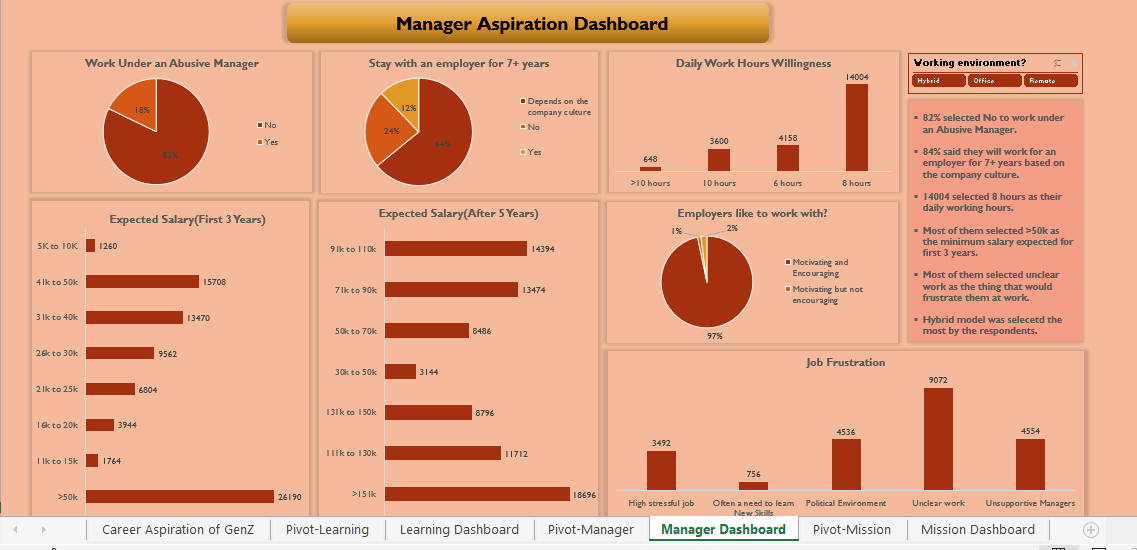 Manager Aspiration Dashboard
Work Under an Abusive Manager
18%
82%
No
Yes
Stay with an employer for 7+ years
12%
24%
64%
Depends on the
company culture
No
Yes
Daily Work Hours Willingness
648
3600
4158
14004
>10 hours
10 hours
6 hours
8 hours
Working environment?
Hybrid
Office
Remote
82% selected No to work under
an Abusive Manager.
84% said they will work for an
employer for 7+ years based on
the company culture.
14004 selected 8 hours as their
daily working hours.
Most of them selected >50k as
the minimum salary expected for
first 3 years.
Most of them selected unclear
work as the thing that would
frustrate them at work.
Hybrid model was selecetd the
most by the respondents.
Expected Salary(First 3 Years)
5K to 10K 1260
41k to 50k 15708
31k to 40k 13470
26k to 30k 9562
21k to 25k 6804
16k to 20k 3944
11k to 15k 1764
>50k 26190
Expected Salary(After 5 Years)
91k to 110k 14394
71k to 90k 13474
50k to 70k 8486
30k to 50k 3144
131k to 150k 8796
111k to 130k 11712
>151k 18696
Employers like to work with?
1%
2%
97%
Motivating and
Encouraging
Motivating but not
encouraging
Job Frustration
3492
756
4536
9072
4554
High stressful job
Often a need to learn
New Skills
Political Environment
Unclear work
Unsupportive Managers
Career Aspiration of GenZ
Pivot-Learning
Learning Dashboard
Pivot-Manager
Manager Dashboard
Pivot-Mission
Mission Dashboard